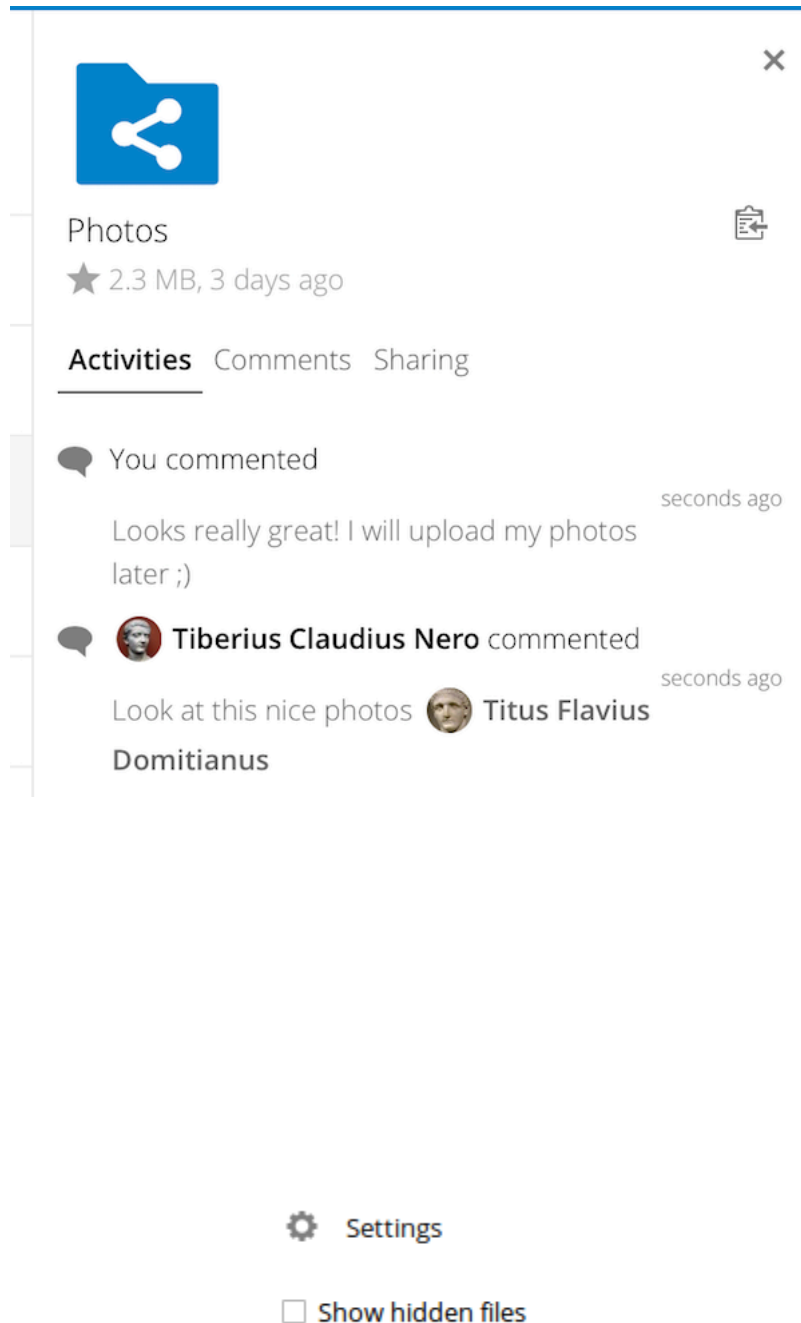 Photos
2.3 MB, 3 days ago
Activities Comments Sharing
You commented
seconds ago
Looks really great! I will upload my photos
later ;)
Tiberius Claudius Nero commented
seconds ago
Look at this nice photos Titus Flavius
Domitianus
Settings
Show hidden files